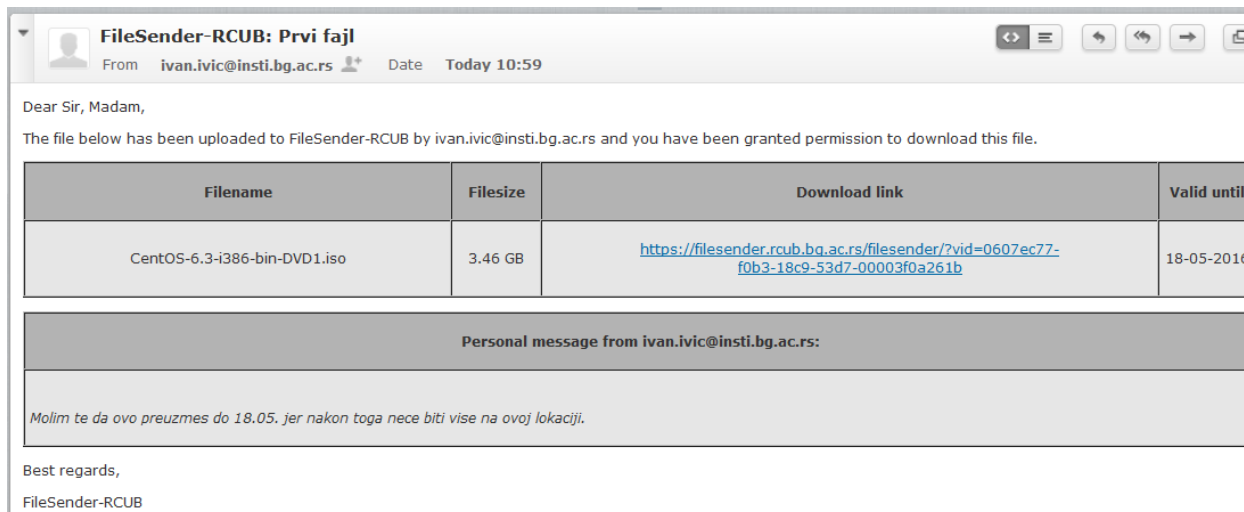 FileSender-RCUB: Prvi fajl
From ivan.ivic@insti.bg.ac.rs Date Today 10:59
Dear Sir, Madam,
The file below has been uploaded to FileSender-RCUB by ivan.ivic@insti.bg.ac.rs and you have been granted permission to download this file.
Filename Filesize Download link Valid until
CentOS-6.3-i386-bin-DVD1.iso 3.46 GB https://filesender.rcub.bg.ac.rs/filesender/?vid=0607ec77-
f0b3-18c9-53d7-00003f0a261b 18-05-2016
Personal message from ivan.ivic@insti.bg.ac.rs:
Molim te da ovo preuzmes do 18.05. jer nakon toga nece biti vise na ovoj lokaciji.
Best regards,
FileSender-RCUB